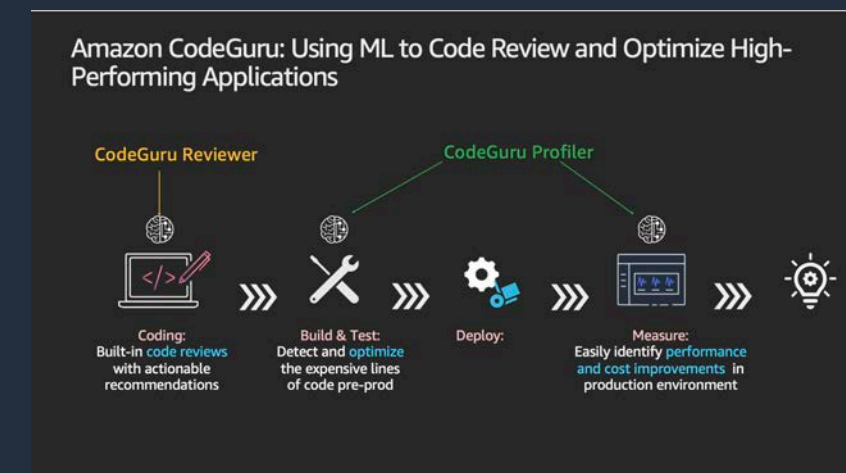 Amazon CodeGuru: Using ML to Code Review and Optimize High-
Performing Applications
CodeGuru Reviewer
CodeGuru Profiler
</>
Coding:
Built-in code reviews
with actionable
recommendations
Build & Test:
Detect and optimize
the expensive lines
of code pre-prod
Deploy:
Measure:
Easily identify performance
and cost improvements in
production environment